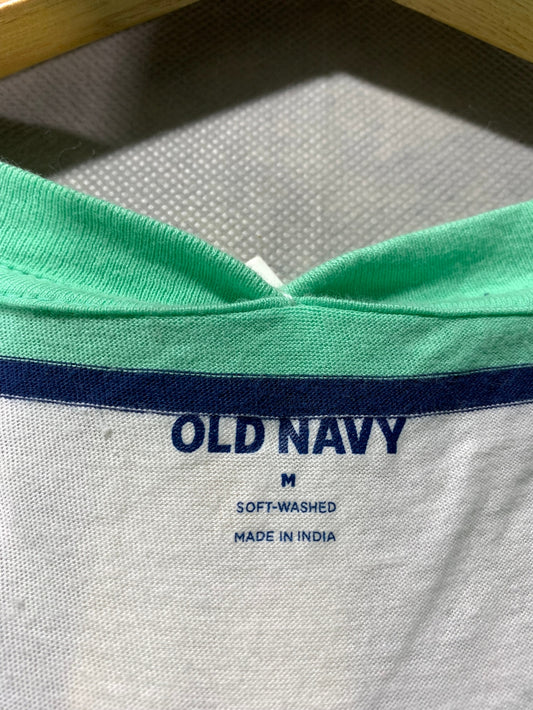 OLD NAVY
M
SOFT-WASHED
MADE IN INDIA